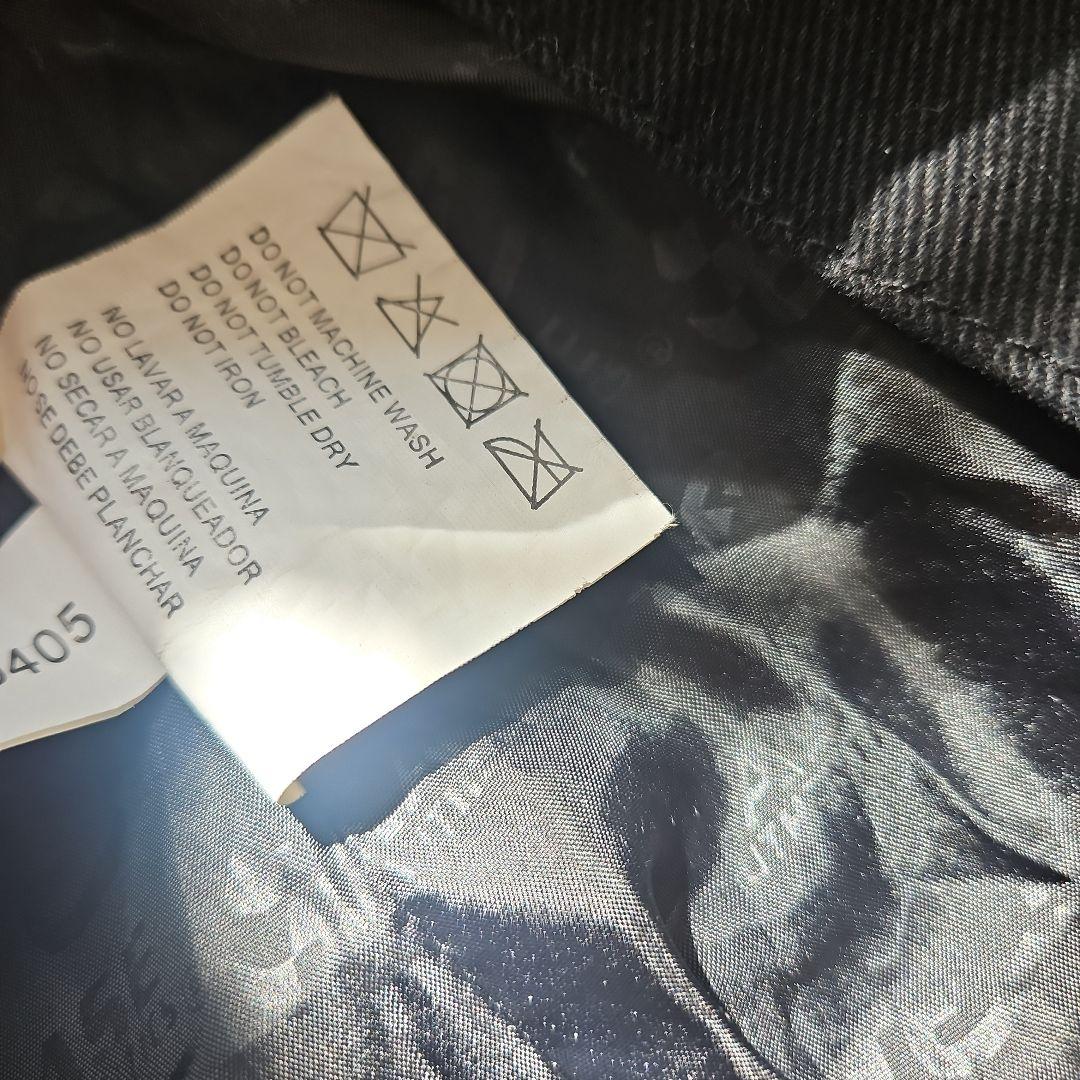 DO NOT MACHINE WASH
DO NOT BLEACH
DO NOT TUMBLE DRY
DO NOT IRON
NO LAVAR A MAQUINA
NO USAR BLANQUEADOR
NO SECAR A MAQUINA
NO SE DEBE PLANCHAR
405